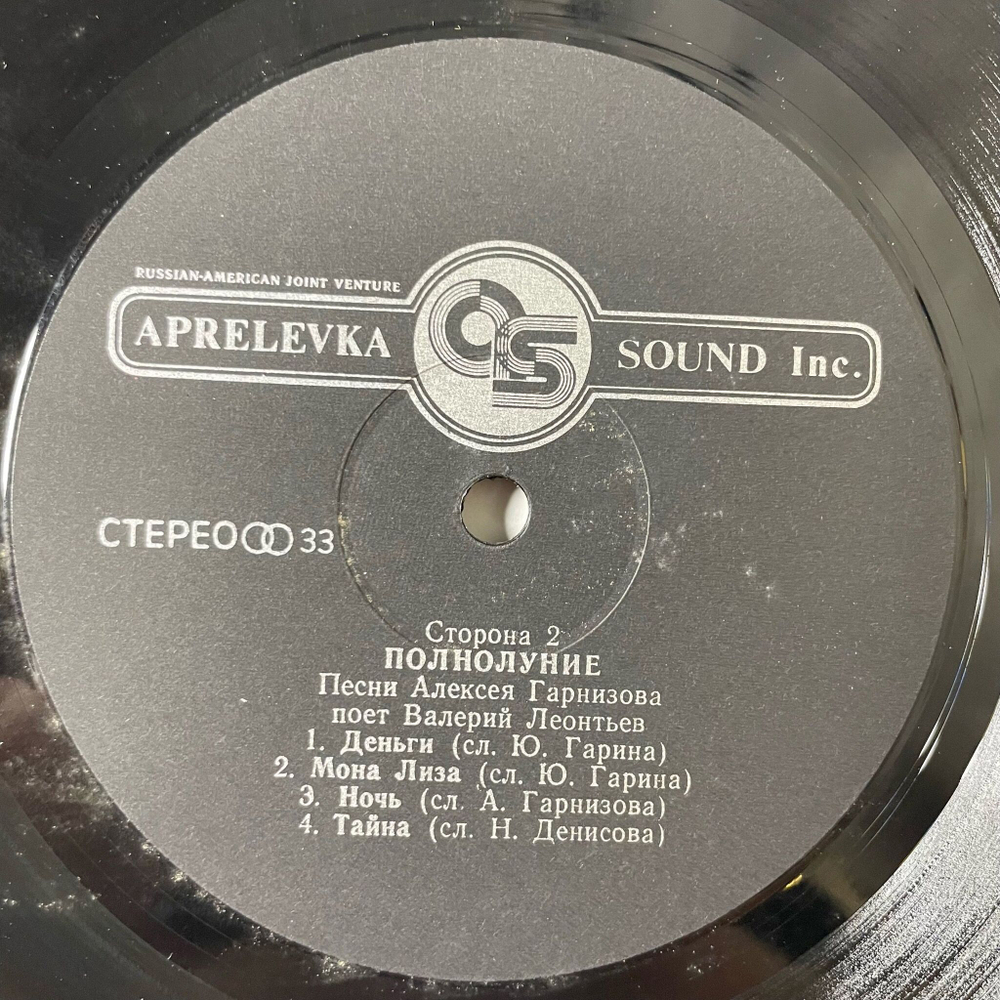 RUSSIAN-AMERICAN JOINT VENTURE
APRELEVKA SOUND Inc.
СТЕРЕО 33
Сторона 2
ПОЛНОЛУНИЕ
Песни Алексея Гарнизова
поет Валерий Леонтьев
1. Деньги (сл. Ю. Гарина)
2. Мона Лиза (сл. Ю. Гарина)
3. Ночь (сл. А. Гарнизова)
4. Тайна (сл. Н. Денисова)